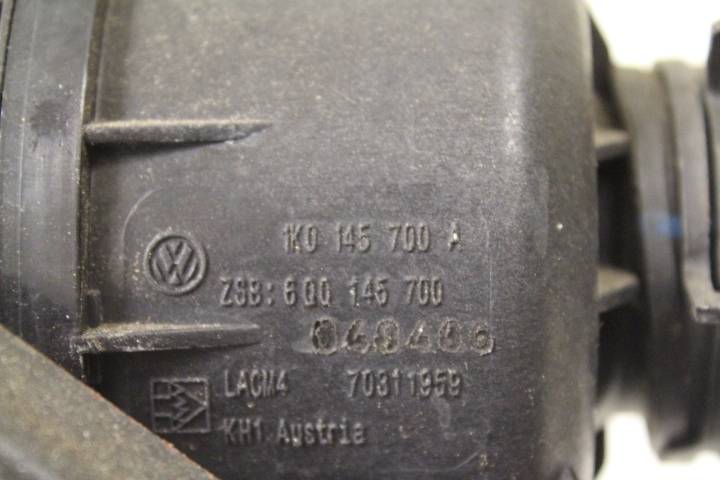 1K0 145 700 A
ZSB: 6Q0 145 700
LACM4 70311959
KH1 Austria